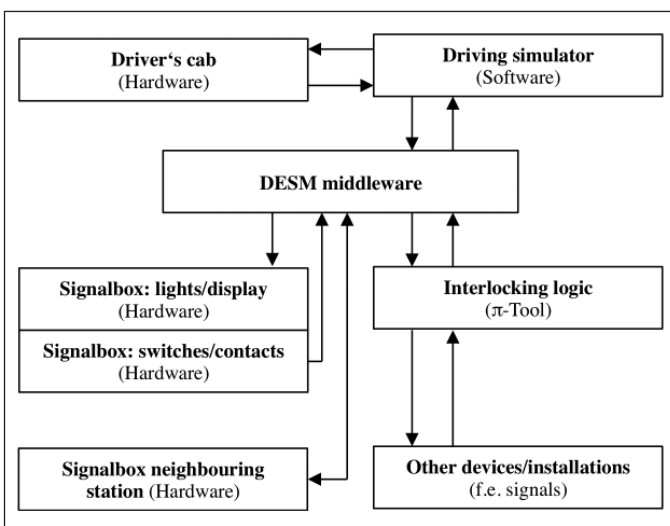 Driver‘s cab
(Hardware)
Driving simulator
(Software)
DESM middleware
Signalbox: lights/display
(Hardware)
Signalbox: switches/contacts
(Hardware)
Interlocking logic
(π-Tool)
Signalbox neighbouring
station (Hardware)
Other devices/installations
(f.e. signals)